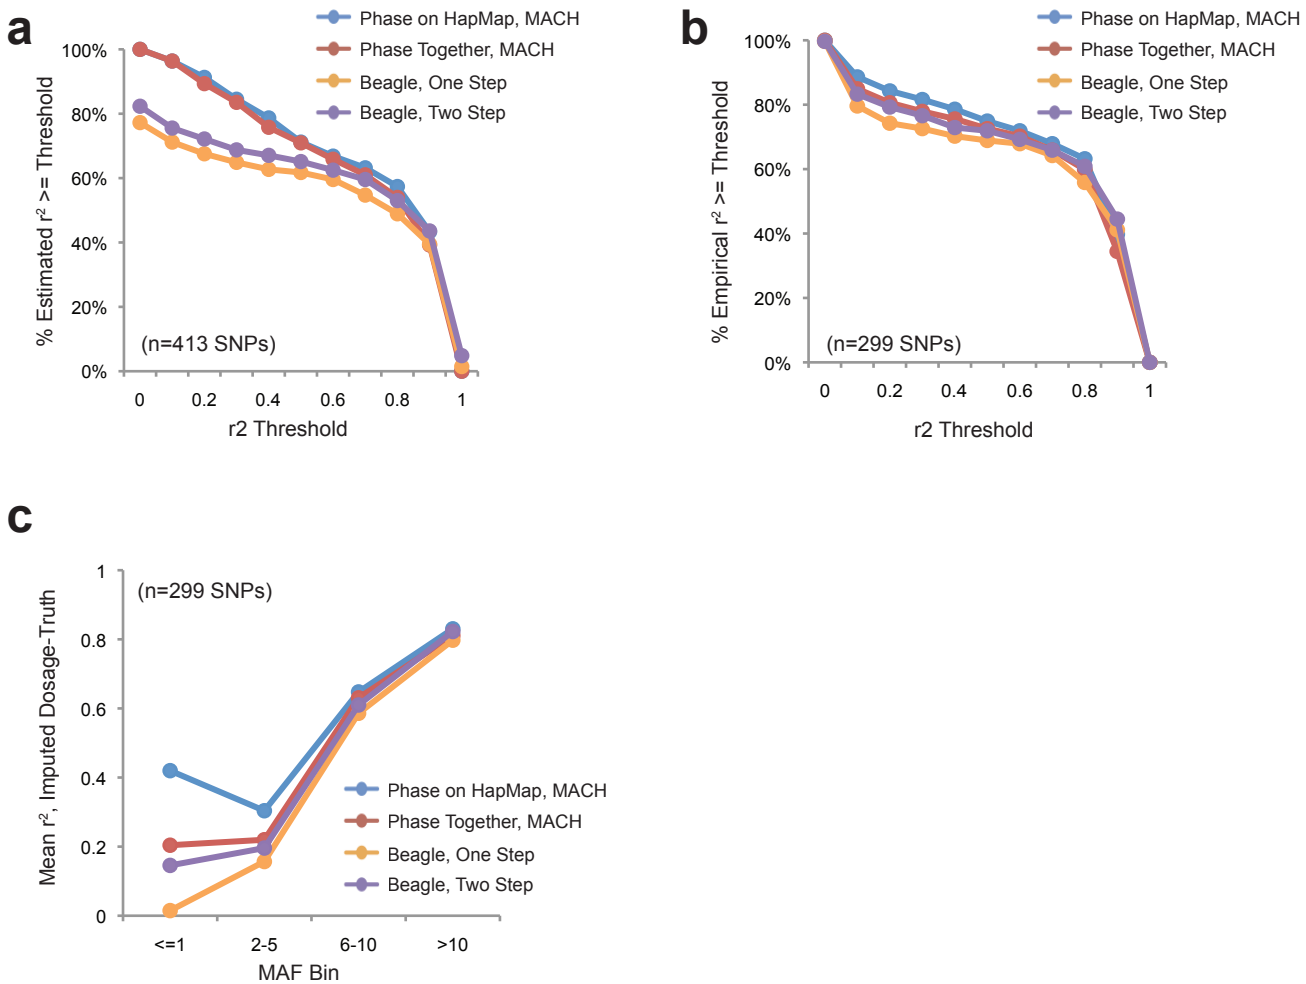 a
Phase on HapMap, MACH
Phase Together, MACH
Beagle, One Step
Beagle, Two Step
% Estimated r² >= Threshold
100%
80%
60%
40%
20%
0%
(n=413 SNPs)
0 0.2 0.4 0.6 0.8 1
r2 Threshold
b
Phase on HapMap, MACH
Phase Together, MACH
Beagle, One Step
Beagle, Two Step
% Empirical r² >= Threshold
100%
80%
60%
40%
20%
0%
(n=299 SNPs)
0 0.2 0.4 0.6 0.8 1
r2 Threshold
c
Mean r², Imputed Dosage-Truth
1
0.8
0.6
0.4
0.2
0
(n=299 SNPs)
Phase on HapMap, MACH
Phase Together, MACH
Beagle, One Step
Beagle, Two Step
<=1 2-5 6-10 >10
MAF Bin